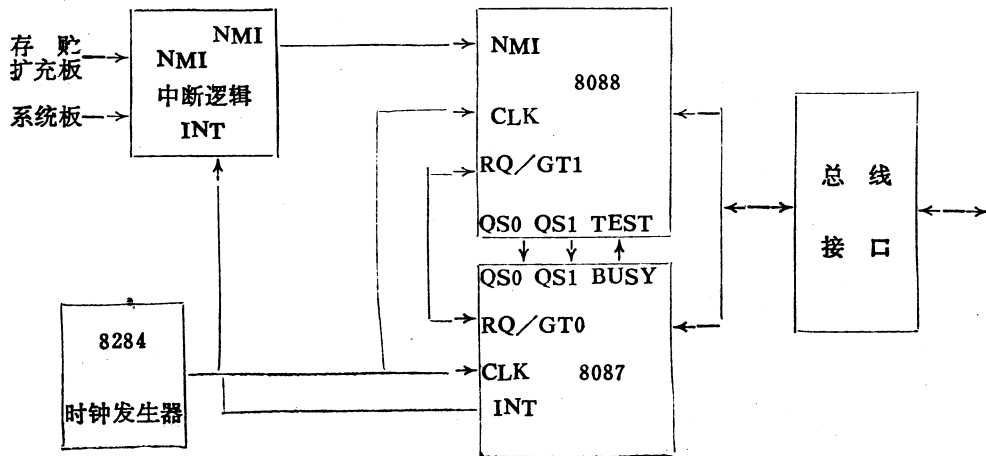 存 贮
扩充板
系统板
NMI
NMI
中断逻辑
INT
NMI
8088
CLK
RQ／GT1
QS0 QS1 TEST
QS0 QS1 BUSY
RQ／GT0
CLK 8087
INT
8284
时钟发生器
总 线
接 口